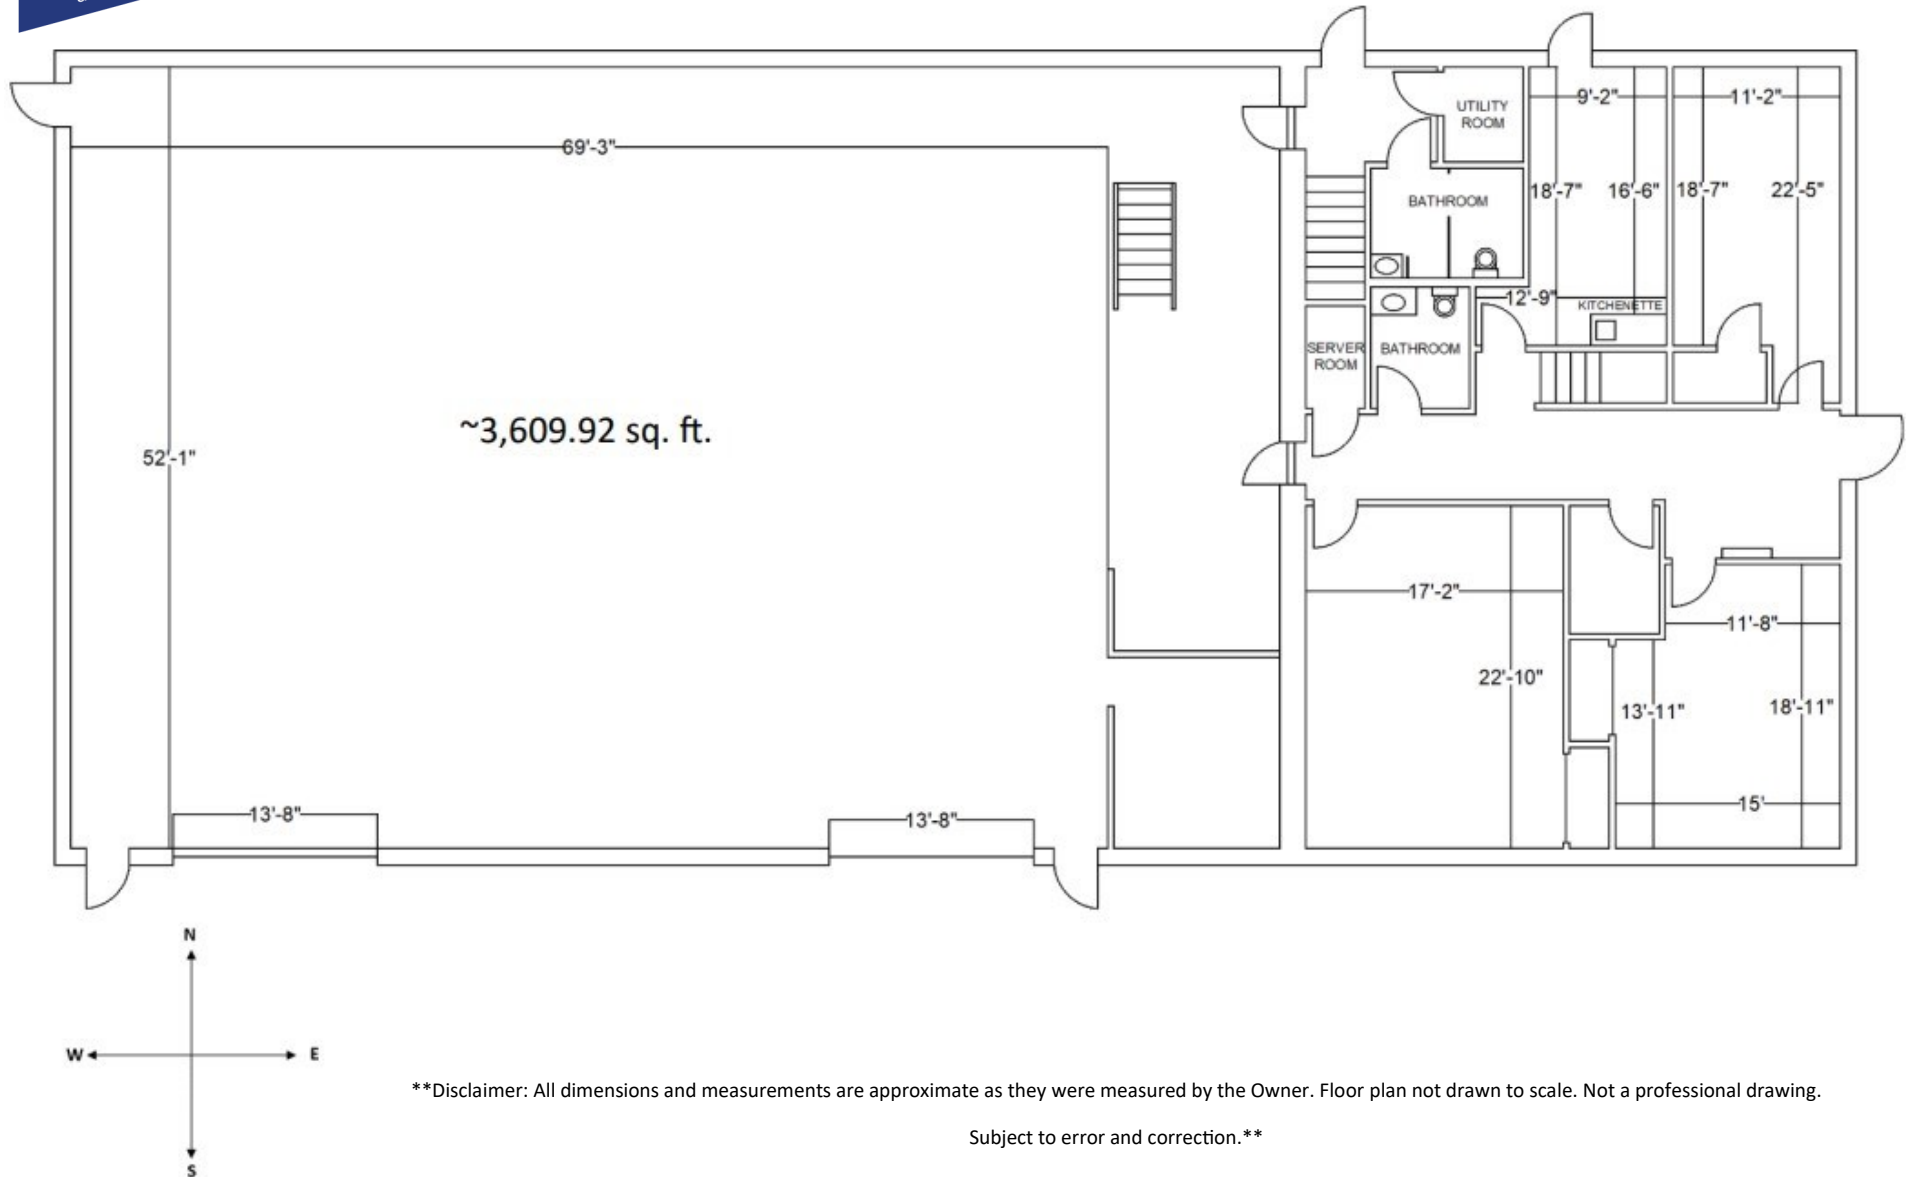 9'-2"
11'-2"
UTILITY
ROOM
69'-3"
18'-7"
16'-6"
18'-7"
22'-5"
BATHROOM
12'-9"
KITCHENETTE
SERVER
ROOM
BATHROOM
~3,609.92 sq. ft.
52'-1"
17'-2"
11'-8"
22'-10"
13'-11"
18'-11"
15'
13'-8"
13'-8"
N
W
E
S
**Disclaimer: All dimensions and measurements are approximate as they were measured by the Owner. Floor plan not drawn to scale. Not a professional drawing.
Subject to error and correction.**